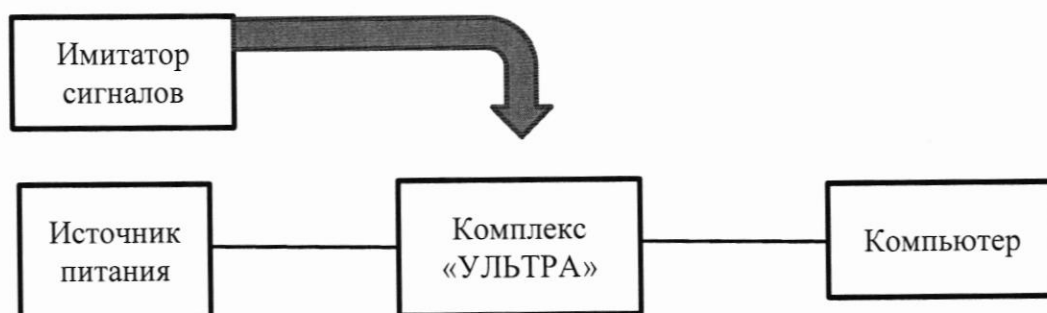 Имитатор
сигналов
Источник
питания
Комплекс
«УЛЬТРА»
Компьютер